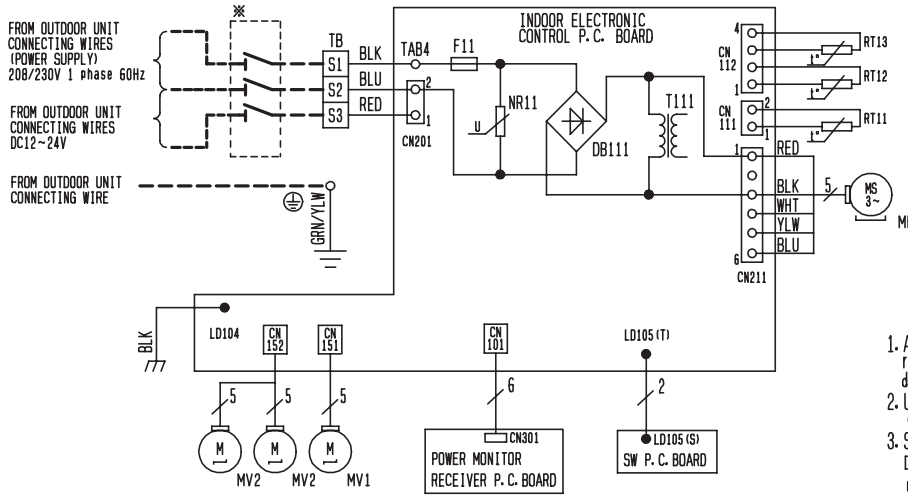 ※
INDOOR ELECTRONIC
CONTROL P.C. BOARD
FROM OUTDOOR UNIT
CONNECTING WIRES
(POWER SUPPLY)
208/230V 1 phase 60Hz
TB
S1
S2
S3
BLK
BLU
RED
TAB4
F11
2
1
CN201
NR11
U
DB111
T111
4
CN
112
1
RT13
t°
RT12
t°
2
CN
111
1
RT11
t°
FROM OUTDOOR UNIT
CONNECTING WIRES
DC12~24V
FROM OUTDOOR UNIT
CONNECTING WIRE
GRN/YLW
1
RED
BLK
WHT
YLW
BLU
6
CN211
5
MS
3~
BLK
LD104
CN
152
CN
151
CN
101
LD105(T)
5
5
5
6
2
M
M
M
MV2
MV2
MV1
CN301
POWER MONITOR
RECEIVER P.C. BOARD
LD105(S)
SW P.C. BOARD
1.
2.
3.